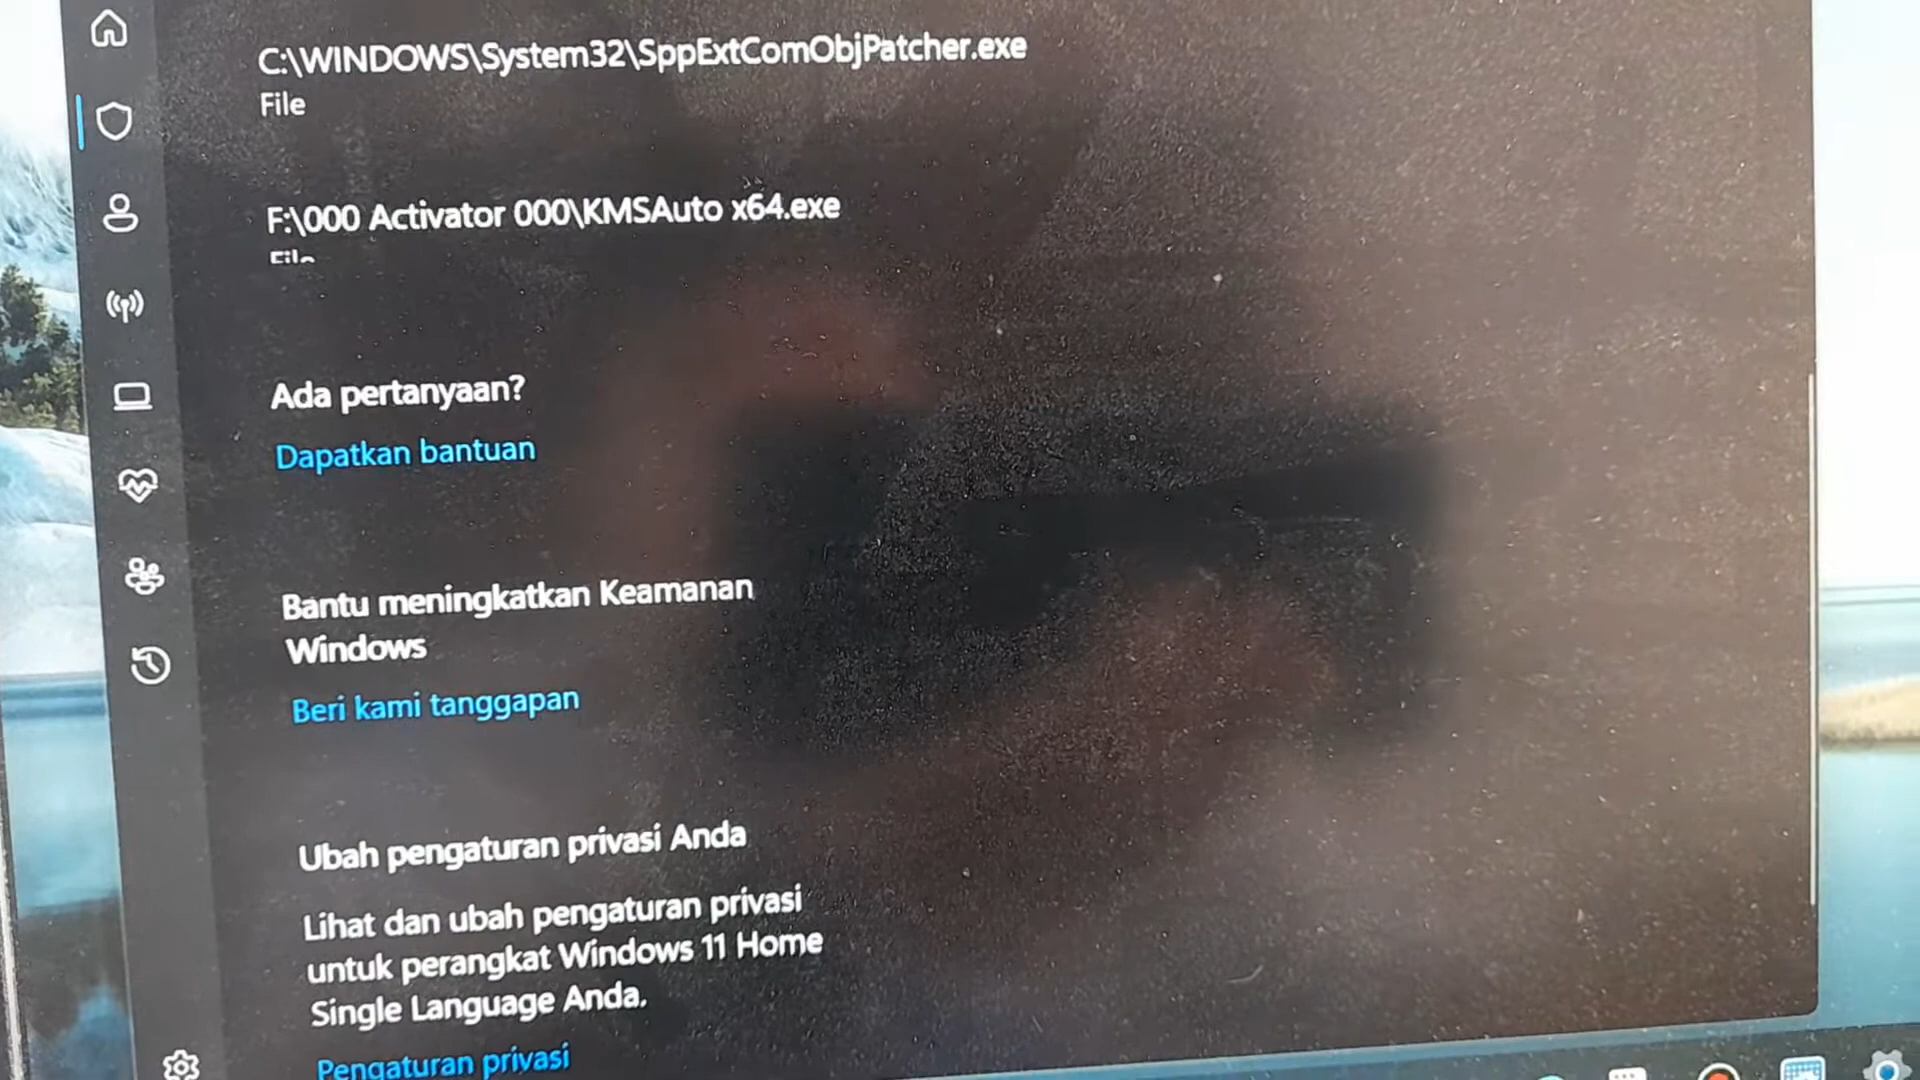 C:\WINDOWS\System32\SppExtComObjPatcher.exe
File
F:\000 Activator 000\KMSAuto x64.exe
File
Ada pertanyaan?
Dapatkan bantuan
Bantu meningkatkan Keamanan
Windows
Beri kami tanggapan
Ubah pengaturan privasi Anda
Lihat dan ubah pengaturan privasi
untuk perangkat Windows 11 Home
Single Language Anda.
Pengaturan privasi